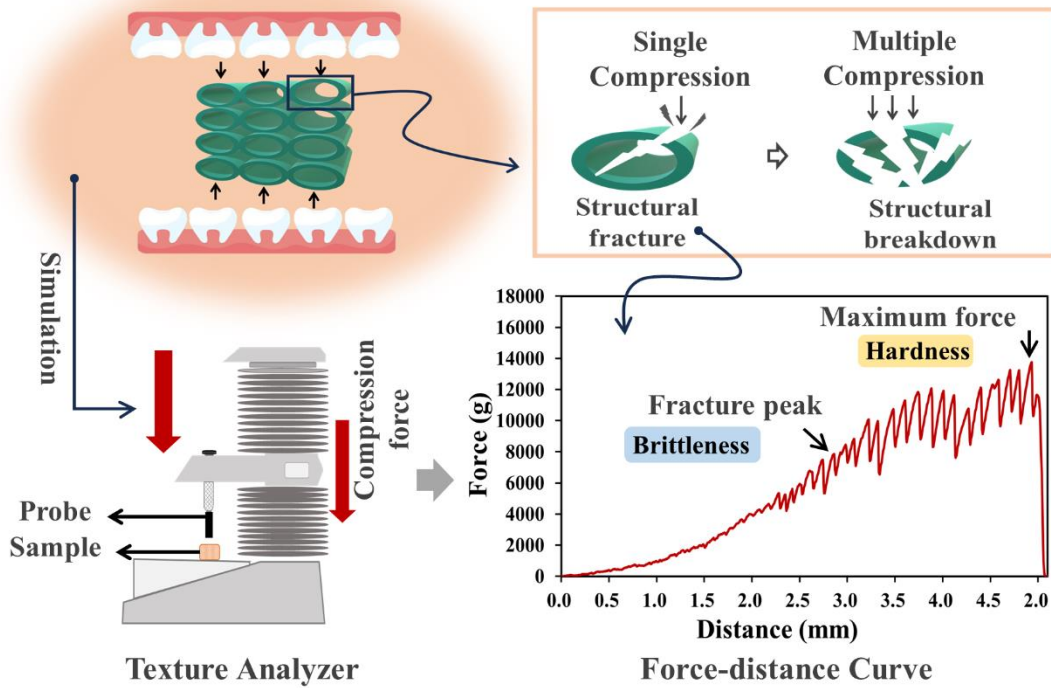 Single
Compression
Multiple
Compression
Structural
fracture
Structural
breakdown
Simulation
Compression
force
Probe
Sample
Texture Analyzer
18000
16000
14000
12000
10000
8000
6000
4000
2000
0
Force (g)
Maximum force
Hardness
Fracture peak
Brittleness
0.0 0.5 1.0 1.5 2.0 2.5 3.0 3.5 4.0 4.5 2.0
Distance (mm)
Force-distance Curve